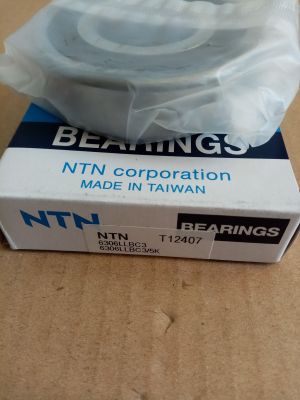 BEARINGS
NTN corporation
MADE IN TAIWAN
NTN BEARINGS
NTN T12407
6306LLBC3
6306LLBC3/5K